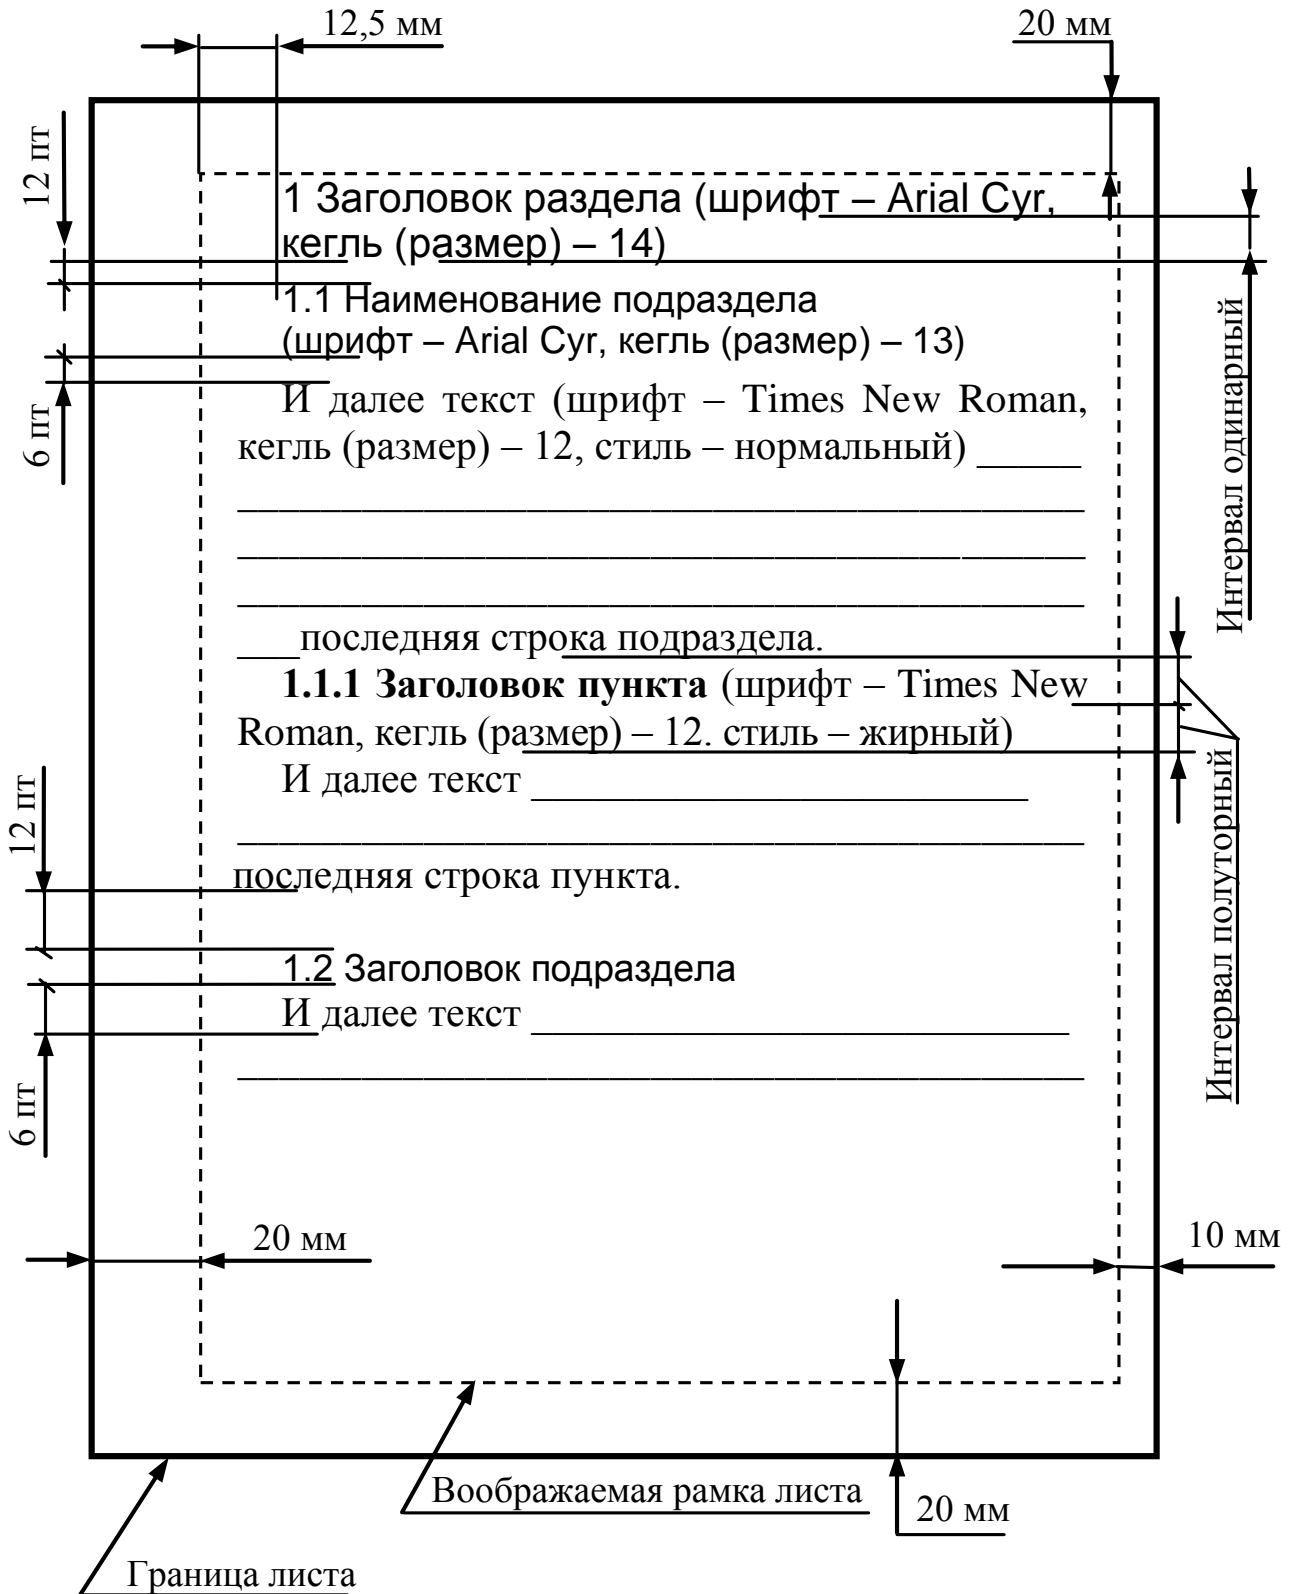 12,5 мм
20 мм
12 пт
1 Заголовок раздела (шрифт – Arial Cyr,
кегль (размер) – 14)
1.1 Наименование подраздела
(шрифт – Arial Cyr, кегль (размер) – 13)
6 пт
И далее текст (шрифт – Times New Roman,
кегль (размер) – 12, стиль – нормальный) _____
Интервал одинарный
___последняя строка подраздела.
1.1.1 Заголовок пункта (шрифт – Times New
Roman, кегль (размер) – 12. стиль – жирный)
И далее текст ________________________
Интервал полуторный
12 пт
последняя строка пункта.
1.2 Заголовок подраздела
И далее текст __________________________
6 пт
20 мм
10 мм
Воображаемая рамка листа
20 мм
Граница листа